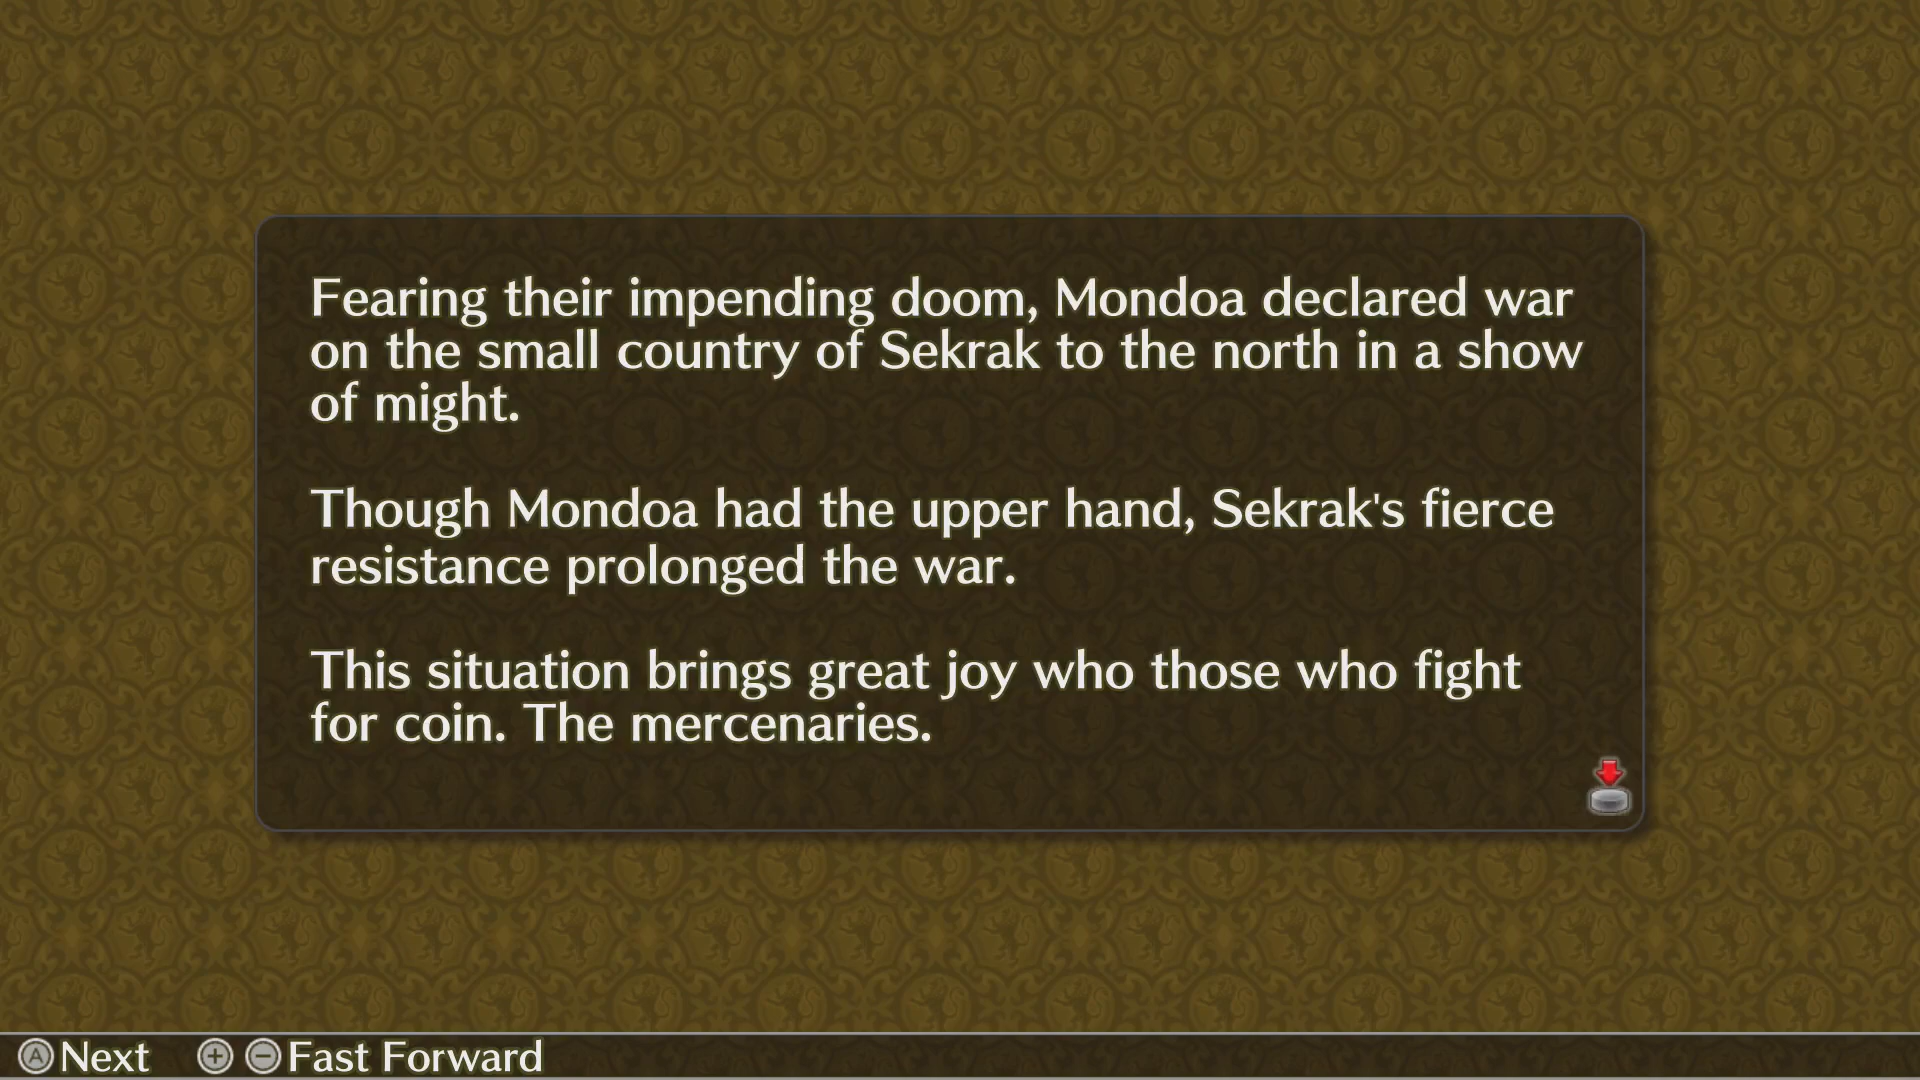 Fearing their impending doom, Mondoa declared war
on the small country of Sekrak to the north in a show
of might.
Though Mondoa had the upper hand, Sekrak's fierce
resistance prolonged the war.
This situation brings great joy who those who fight
for coin. The mercenaries.
A Next + - Fast Forward